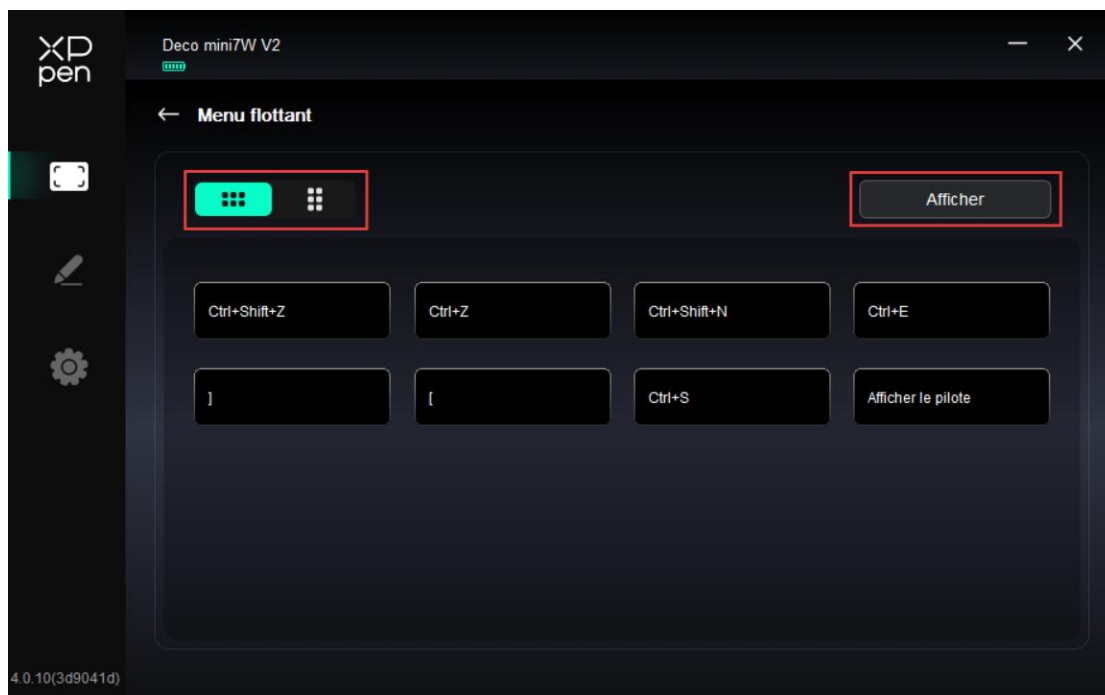 XP
pen
Deco mini7W V2
Menu flottant
Afficher
Ctrl+Shift+Z
Ctrl+Z
Ctrl+Shift+N
Ctrl+E
]
[
Ctrl+S
Afficher le pilote
4.0.10(3d9041d)